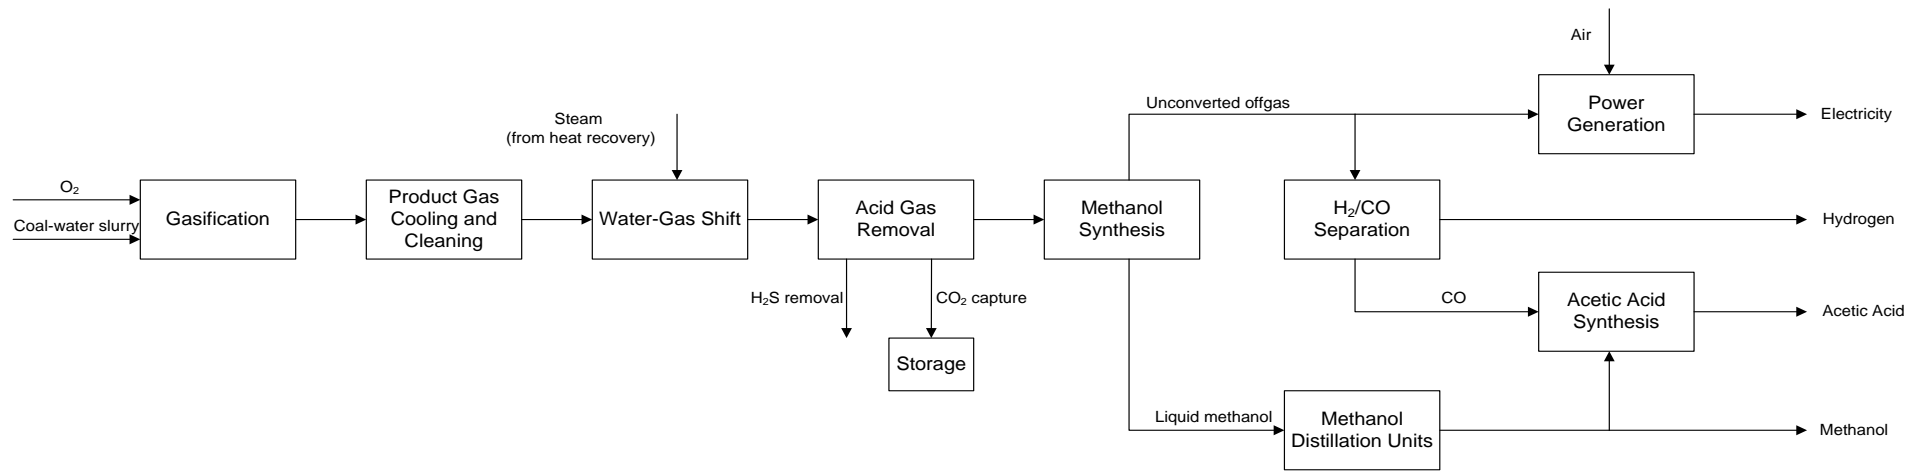 Air
Unconverted offgas
Power
Generation
Electricity
Steam
(from heat recovery)
O₂
Coal-water slurry
Gasification
Product Gas
Cooling and
Cleaning
Water-Gas Shift
Acid Gas
Removal
Methanol
Synthesis
H₂/CO
Separation
Hydrogen
H₂S removal
CO₂ capture
CO
Acetic Acid
Synthesis
Acetic Acid
Storage
Liquid methanol
Methanol
Distillation Units
Methanol